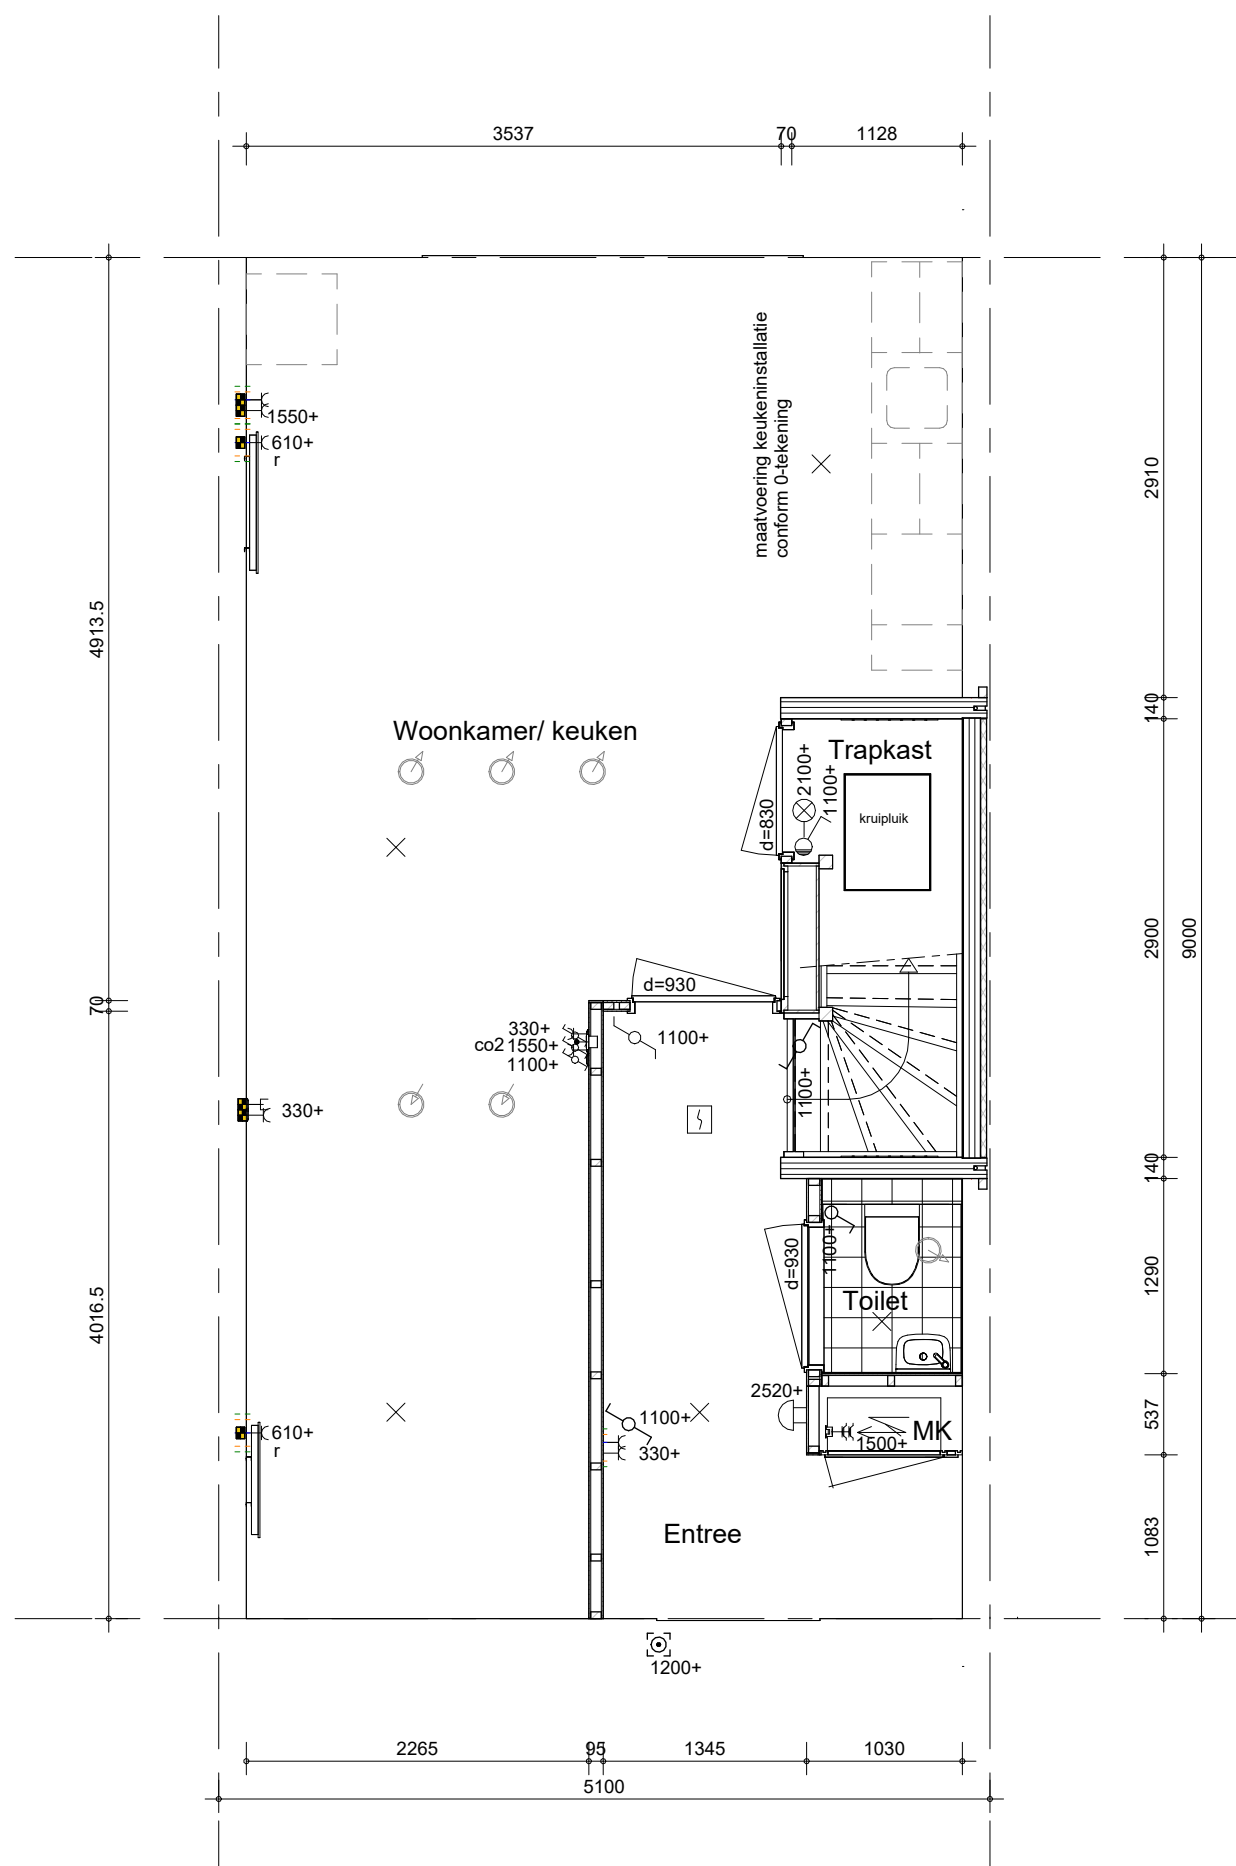 3537
70
1128
1550+
610+
r
maatvoering keukeninstallatie
conform 0-tekening
2910
4913.5
140
Woonkamer/ keuken
Trapkast
2100+
1100+
d=830
kruipluik
2900
9000
d=930
70
330+
co2 1550+
1100+
1100+
1100+
330+
140
1100+
d=930
1290
Toilet
4016.5
2520+
1100+
537
MK
1500+
610+
r
330+
Entree
1083
1200+
2265
95
1345
1030
5100